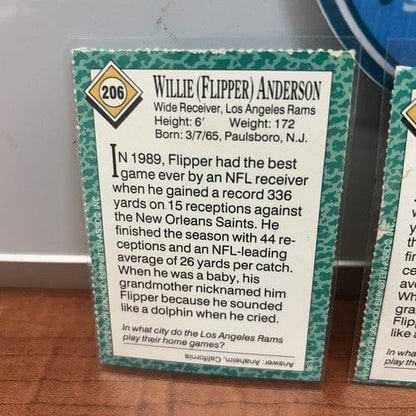 206
WILLIE (FLIPPER) ANDERSON
Wide Receiver, Los Angeles Rams
Height: 6' Weight: 172
Born: 3/7/65, Paulsboro, N.J.
IN 1989, Flipper had the best
game ever by an NFL receiver
when he gained a record 336
yards on 15 receptions against
the New Orleans Saints. He
finished the season with 44 re-
ceptions and an NFL-leading
average of 26 yards per catch.
When he was a baby, his
grandmother nicknamed him
Flipper because he sounded
like a dolphin when he cried.
In what city do the Los Angeles Rams
play their home games?
Answer: Anaheim, California